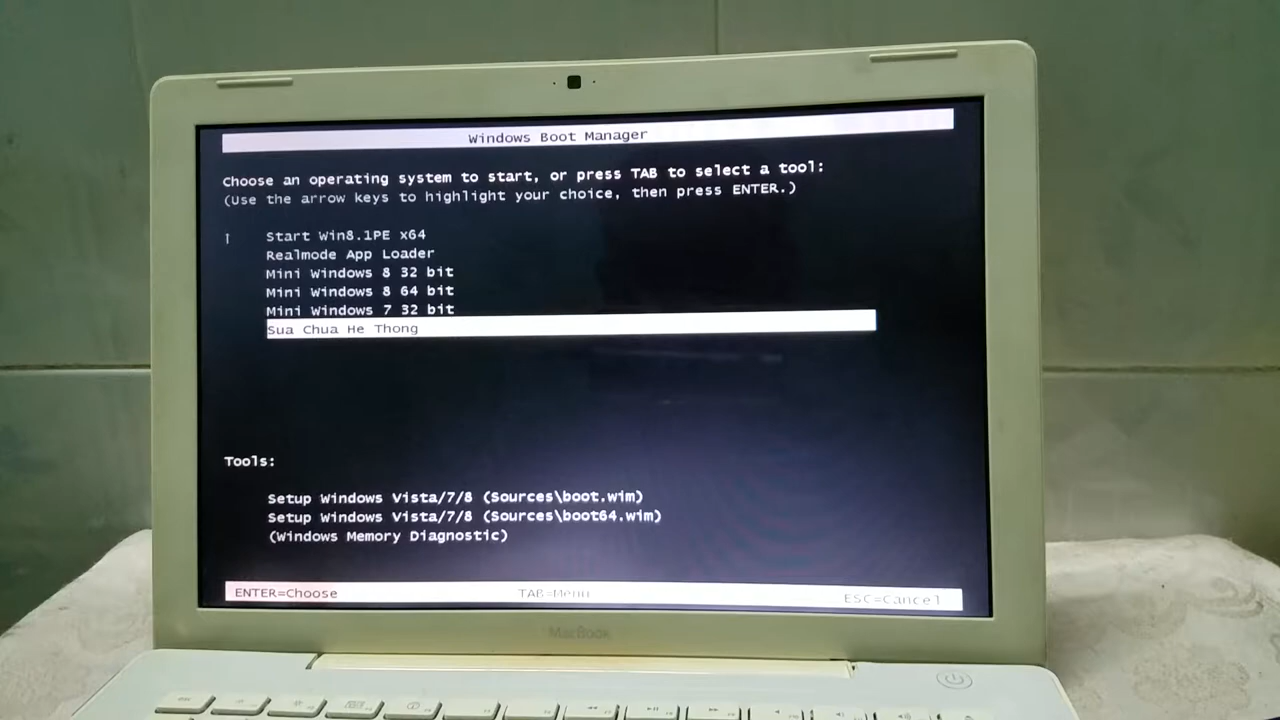 Windows Boot Manager
Choose an operating system to start, or press TAB to select a tool:
(Use the arrow keys to highlight your choice, then press ENTER.)
Start Win8.1PE x64
Realmode App Loader
Mini Windows 8 32 bit
Mini Windows 8 64 bit
Mini Windows 7 32 bit
Sua Chua He Thong
Tools:
Setup Windows Vista/7/8 (Sources\boot.wim)
Setup Windows Vista/7/8 (Sources\boot64.wim)
(Windows Memory Diagnostic)
ENTER=Choose TAB=Menu ESC=Cancel
MacBook